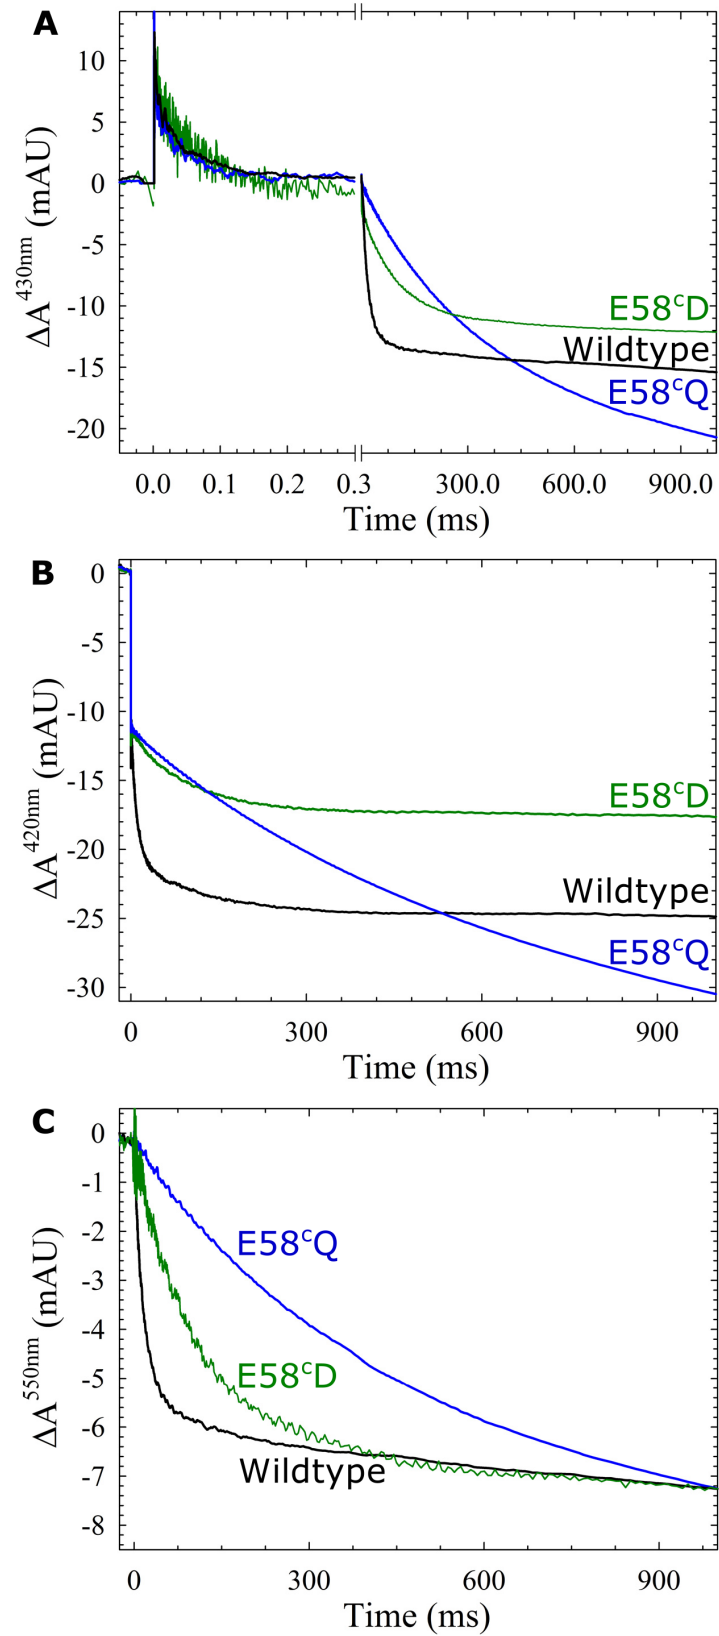 A
10
5
0
-5
-10
-15
-20
ΔA430nm (mAU)
E58cD
Wildtype
E58cQ
0.0 0.1 0.2 0.3 300.0 600.0 900.0
Time (ms)
B
0
-5
-10
-15
-20
-25
-30
ΔA420nm (mAU)
E58cD
Wildtype
E58cQ
0 300 600 900
Time (ms)
C
0
-1
-2
-3
-4
-5
-6
-7
-8
ΔA550nm (mAU)
E58cQ
E58cD
Wildtype
0 300 600 900
Time (ms)